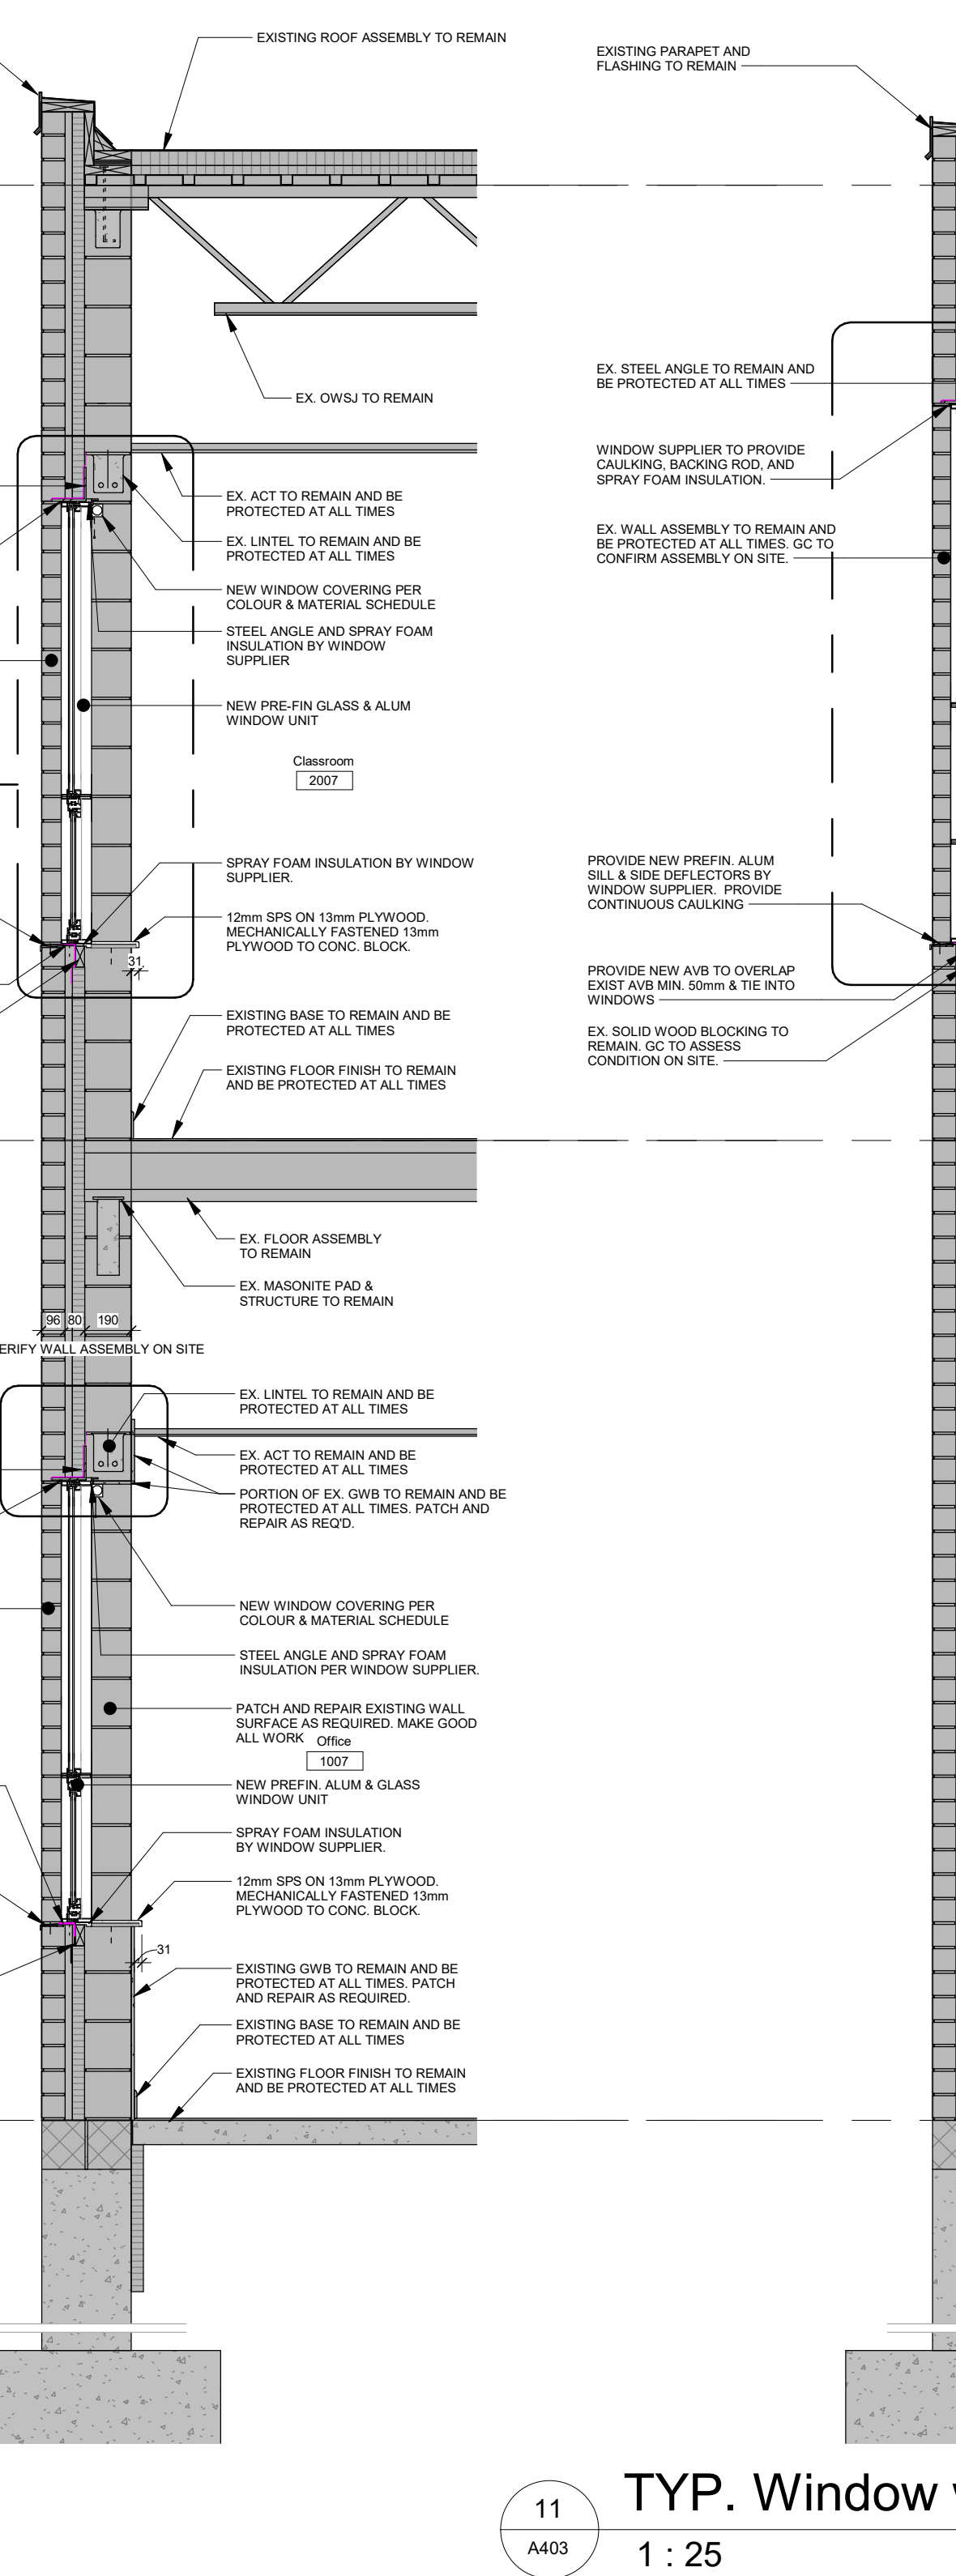 EXISTING ROOF ASSEMBLY TO REMAIN
EX. OWSJ TO REMAIN
EX. ACT TO REMAIN AND BE
PROTECTED AT ALL TIMES
EX. LINTEL TO REMAIN AND BE
PROTECTED AT ALL TIMES
NEW WINDOW COVERING PER
COLOUR & MATERIAL SCHEDULE
STEEL ANGLE AND SPRAY FOAM
INSULATION BY WINDOW
SUPPLIER
NEW PRE-FIN GLASS & ALUM
WINDOW UNIT
Classroom
2007
SPRAY FOAM INSULATION BY WINDOW
SUPPLIER.
12mm SPS ON 13mm PLYWOOD.
MECHANICALLY FASTENED 13mm
PLYWOOD TO CONC. BLOCK.
31
EXISTING BASE TO REMAIN AND BE
PROTECTED AT ALL TIMES
EXISTING FLOOR FINISH TO REMAIN
AND BE PROTECTED AT ALL TIMES
EX. FLOOR ASSEMBLY
TO REMAIN
EX. MASONITE PAD &
STRUCTURE TO REMAIN
96 80 190
ERIFY WALL ASSEMBLY ON SITE
EX. LINTEL TO REMAIN AND BE
PROTECTED AT ALL TIMES
EX. ACT TO REMAIN AND BE
PROTECTED AT ALL TIMES
PORTION OF EX. GWB TO REMAIN AND BE
PROTECTED AT ALL TIMES. PATCH AND
REPAIR AS REQ'D.
NEW WINDOW COVERING PER
COLOUR & MATERIAL SCHEDULE
STEEL ANGLE AND SPRAY FOAM
INSULATION PER WINDOW SUPPLIER.
PATCH AND REPAIR EXISTING WALL
SURFACE AS REQUIRED. MAKE GOOD
ALL WORK
Office
1007
NEW PREFIN. ALUM & GLASS
WINDOW UNIT
SPRAY FOAM INSULATION
BY WINDOW SUPPLIER.
12mm SPS ON 13mm PLYWOOD.
MECHANICALLY FASTENED 13mm
PLYWOOD TO CONC. BLOCK.
31
EXISTING GWB TO REMAIN AND BE
PROTECTED AT ALL TIMES. PATCH
AND REPAIR AS REQUIRED.
EXISTING BASE TO REMAIN AND BE
PROTECTED AT ALL TIMES
EXISTING FLOOR FINISH TO REMAIN
AND BE PROTECTED AT ALL TIMES
EXISTING PARAPET AND
FLASHING TO REMAIN
EX. STEEL ANGLE TO REMAIN AND
BE PROTECTED AT ALL TIMES
WINDOW SUPPLIER TO PROVIDE
CAULKING, BACKING ROD, AND
SPRAY FOAM INSULATION.
EX. WALL ASSEMBLY TO REMAIN AND
BE PROTECTED AT ALL TIMES. GC TO
CONFIRM ASSEMBLY ON SITE.
PROVIDE NEW PREFIN. ALUM
SILL & SIDE DEFLECTORS BY
WINDOW SUPPLIER. PROVIDE
CONTINUOUS CAULKING
PROVIDE NEW AVB TO OVERLAP
EXIST AVB MIN. 50mm & TIE INTO
WINDOWS
EX. SOLID WOOD BLOCKING TO
REMAIN. GC TO ASSESS
CONDITION ON SITE.
11
A403
TYP. Window
1 : 25